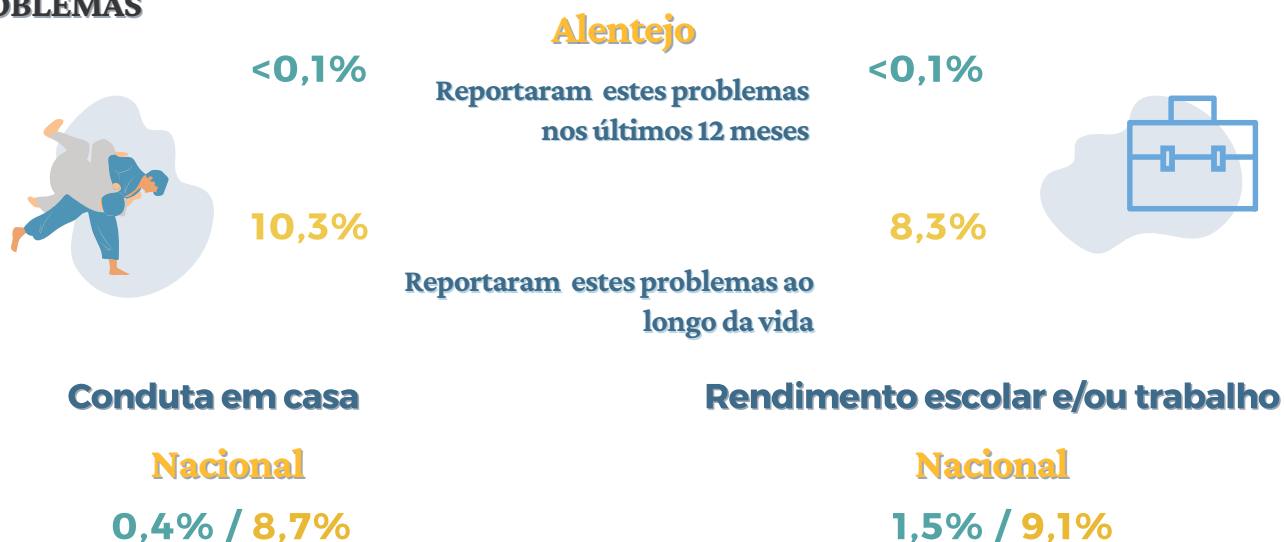 OBLEMAS
Alentejo
<0,1%
<0,1%
Reportaram estes problemas
nos últimos 12 meses
10,3%
8,3%
Reportaram estes problemas ao
longo da vida
Conduta em casa
Rendimento escolar e/ou trabalho
Nacional
Nacional
0,4% / 8,7%
1,5% / 9,1%